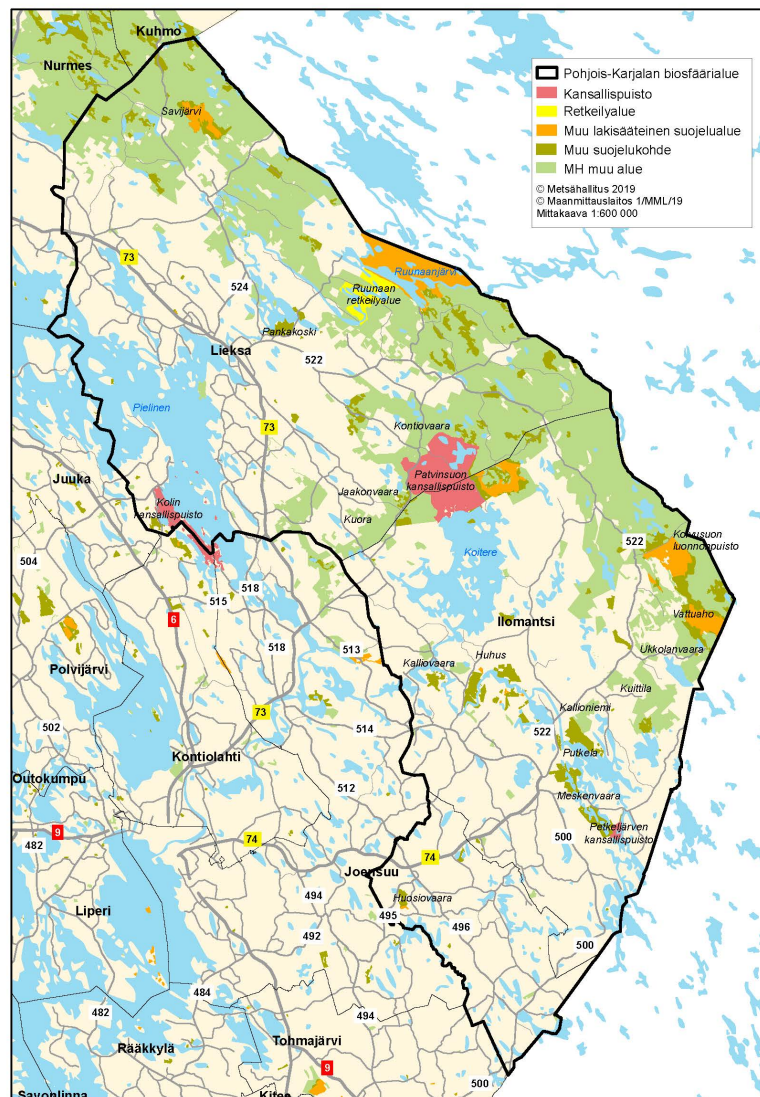 Kuhmo
Nurmes
Pohjois-Karjalan biosfäärialue
Kansallispuisto
Retkeilyalue
Muu lakisääteinen suojelualue
Muu suojelukohde
MH muu alue
© Metsähallitus 2019
© Maanmittauslaitos 1/MML/19
Mittakaava 1:600 000
Savijärvi
73
Ruunaanjärvi
524
Ruunaan
retkeilyalue
Pankakoski
Lieksa
522
Pielinen
73
Kontiovaara
Juuka
Patvinsuon
kansallispuisto
Jaakonvaara
Kolin
kansallispuisto
Kuora
522
Koivusuon
luonnonpuisto
Koitere
504
518
515
6
Ilomantsi
Vattuaho
518
513
Huhus
Ukkolanvaara
Polvijärvi
Kalliovaara
Kuittila
73
Kallioniemi
502
514
522
Kontiolahti
Putkela
Outokumpu
512
Meskenvaara
9
Petkeljärven
kansallispuisto
482
74
500
74
Joensuu
494
Huosiovaara
Liperi
495
496
492
500
484
482
494
Rääkkylä
Tohmajärvi
9
500
Savonlinna
Kitee